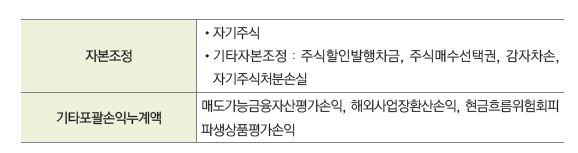 자본조정
• 자기주식
• 기타자본조정 : 주식할인발행차금, 주식매수선택권, 감자차손,
자기주식처분손실
기타포괄손익누계액
매도가능금융자산평가손익, 해외사업장환산손익, 현금흐름위험회피
파생상품평가손익